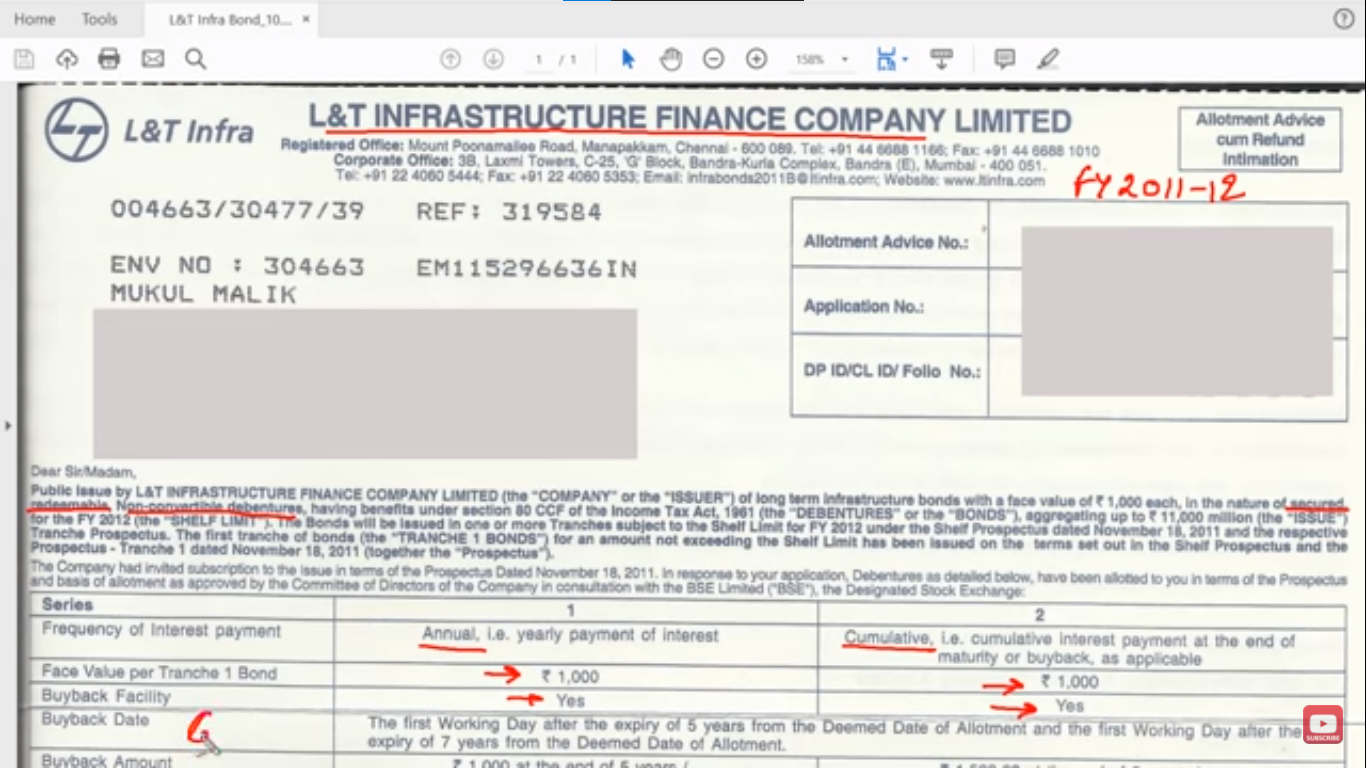 Home Tools L&T Infra Bond_10... ×
1 / 1 158%
L&T Infra
L&T INFRASTRUCTURE FINANCE COMPANY LIMITED
Registered Office: Mount Poonamallee Road, Manapakkam, Chennai - 600 089. Tel: +91 44 6688 1166; Fax: +91 44 6688 1010
Corporate Office: 3B, Laxmi Towers, C-25, 'G' Block, Bandra-Kurla Complex, Bandra (E), Mumbai - 400 051.
Tel: +91 22 4060 5444; Fax: +91 22 4060 5353; Email: infrabonds2011B@ltinfra.com; Website: www.ltinfra.com
Allotment Advice
cum Refund
Intimation
FY 2011-12
004663/30477/39 REF: 319584
ENV NO : 304663 EM115296636IN
MUKUL MALIK
Allotment Advice No.:
Application No.:
DP ID/CL ID/ Folio No.:
Dear Sir/Madam,
Public Issue by L&T INFRASTRUCTURE FINANCE COMPANY LIMITED (the "COMPANY" or the "ISSUER") of long term infrastructure bonds with a face value of ₹ 1,000 each, in the nature of secured
redeemable, Non-convertible debentures, having benefits under section 80 CCF of the Income Tax Act, 1961 (the "DEBENTURES" or the "BONDS"), aggregating up to ₹ 11,000 million (the "ISSUE")
for the FY 2012 (the "SHELF LIMIT"). The Bonds will be issued in one or more Tranches subject to the Shelf Limit for FY 2012 under the Shelf Prospectus dated November 18, 2011 and the respective
Tranche Prospectus. The first tranche of bonds (the "TRANCHE 1 BONDS") for an amount not exceeding the Shelf Limit has been issued on the terms set out in the Shelf Prospectus and the
Prospectus - Tranche 1 dated November 18, 2011 (together the "Prospectus").
The Company had invited subscription to the Issue in terms of the Prospectus Dated November 18, 2011. In response to your application, Debentures as detailed below, have been allotted to you in terms of the Prospectus
and basis of allotment as approved by the Committee of Directors of the Company in consultation with the BSE Limited ("BSE"), the Designated Stock Exchange:
Series 1 2
Frequency of Interest payment Annual, i.e. yearly payment of interest Cumulative, i.e. cumulative interest payment at the end of
maturity or buyback, as applicable
Face Value per Tranche 1 Bond ₹ 1,000 ₹ 1,000
Buyback Facility Yes Yes
Buyback Date The first Working Day after the expiry of 5 years from the Deemed Date of Allotment and the first Working Day after the
expiry of 7 years from the Deemed Date of Allotment.
SUBSCRIBE
Buyback Amount ₹ 1,000 at the end of 5 years /